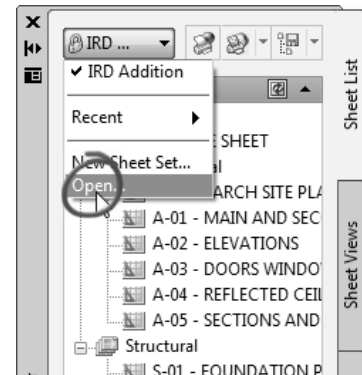 IRD ...
IRD Addition
Recent
SHEET
New Sheet Set...
al
Open...
ARCH SITE PLA
A-01 - MAIN AND SEC
A-02 - ELEVATIONS
A-03 - DOORS WINDO
A-04 - REFLECTED CEIL
A-05 - SECTIONS AND
Structural
S-01 - FOUNDATION P
Sheet List
Sheet Views